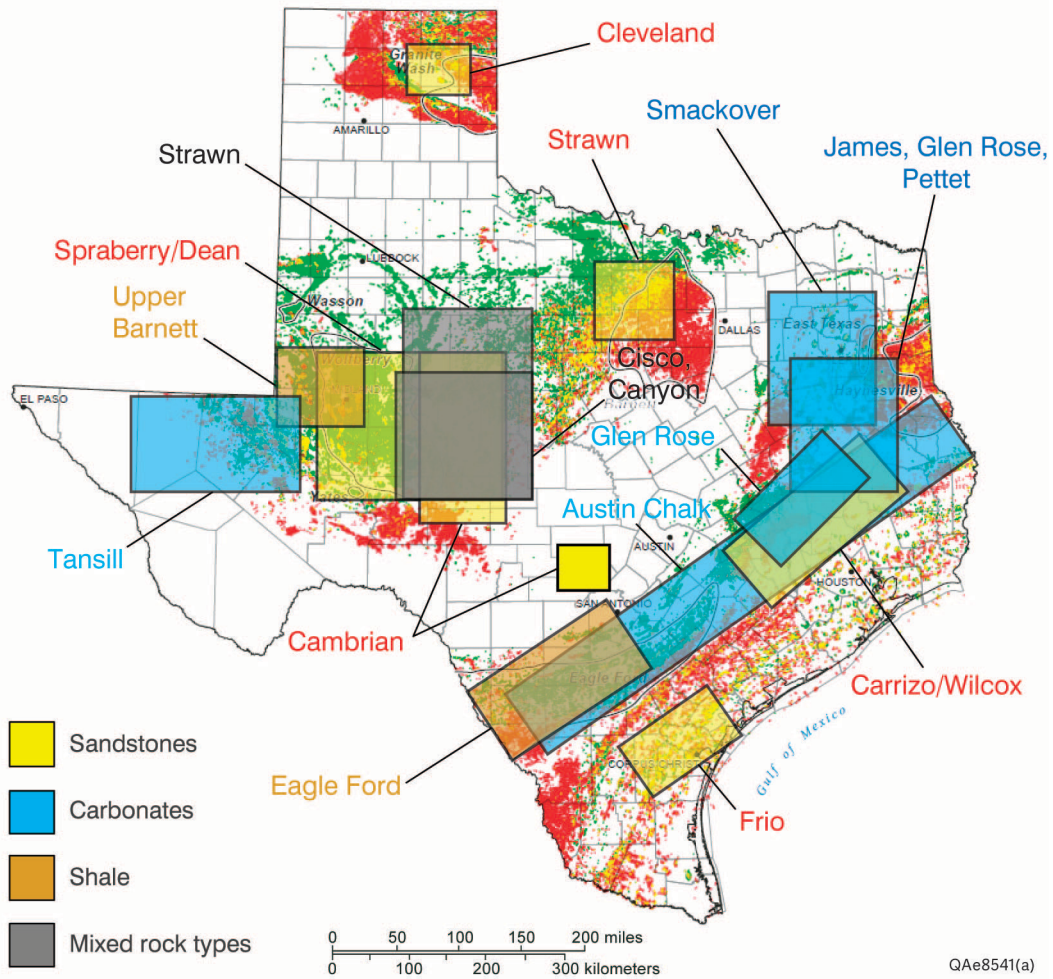 Cleveland
Granite
Wash
Smackover
AMARILLO
Strawn
Strawn
James, Glen Rose,
Pettet
Spraberry/Dean
LUBBOCK
Upper
Barnett
Wasson
East Texas
DALLAS
Wolfberry
Cisco,
Canyon
Haynesville
EL PASO
Barnett
Glen Rose
Austin Chalk
Tansill
AUSTIN
HOUSTON
SAN ANTONIO
Cambrian
Eagle Ford
Carrizo/Wilcox
Gulf of Mexico
Sandstones
CORPUS CHRISTI
Eagle Ford
Carbonates
Frio
Shale
Mixed rock types
0 50 100 150 200 miles
0 100 200 300 kilometers
QAe8541(a)